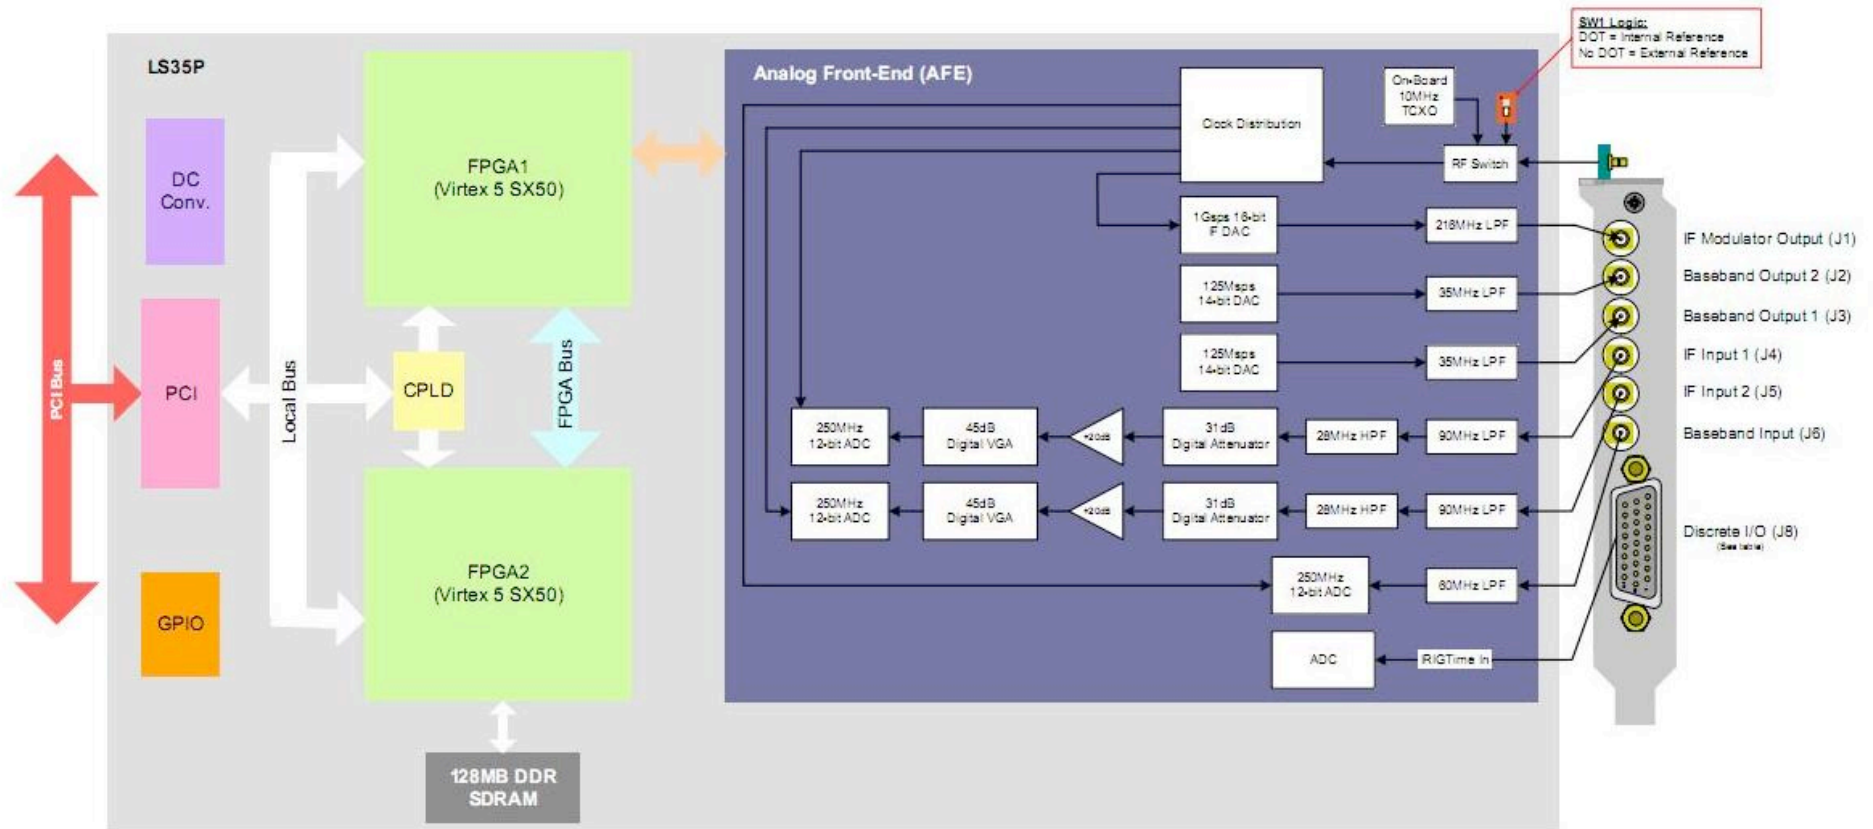 SW1 Logic:
DOT = Internal Reference
No DOT = External Reference
LS35P
DC
Conv.
PCI Bus
PCI
GPIO
Local Bus
FPGA1
(Virtex 5 SX50)
CPLD
FPGA Bus
FPGA2
(Virtex 5 SX50)
128MB DDR
SDRAM
Analog Front-End (AFE)
Clock Distribution
On-Board
10MHz
TCXO
RF Switch
1Gsps 16-bit
IF DAC
216MHz LPF
125Msps
14-bit DAC
35MHz LPF
125Msps
14-bit DAC
35MHz LPF
250MHz
12-bit ADC
45dB
Digital VGA
+20dB
31dB
Digital Attenuator
28MHz HPF
90MHz LPF
250MHz
12-bit ADC
45dB
Digital VGA
+20dB
31dB
Digital Attenuator
28MHz HPF
90MHz LPF
250MHz
12-bit ADC
60MHz LPF
ADC
IRIG Time In
IF Modulator Output (J1)
Baseband Output 2 (J2)
Baseband Output 1 (J3)
IF Input 1 (J4)
IF Input 2 (J5)
Baseband Input (J6)
Discrete I/O (J8)
(See table)